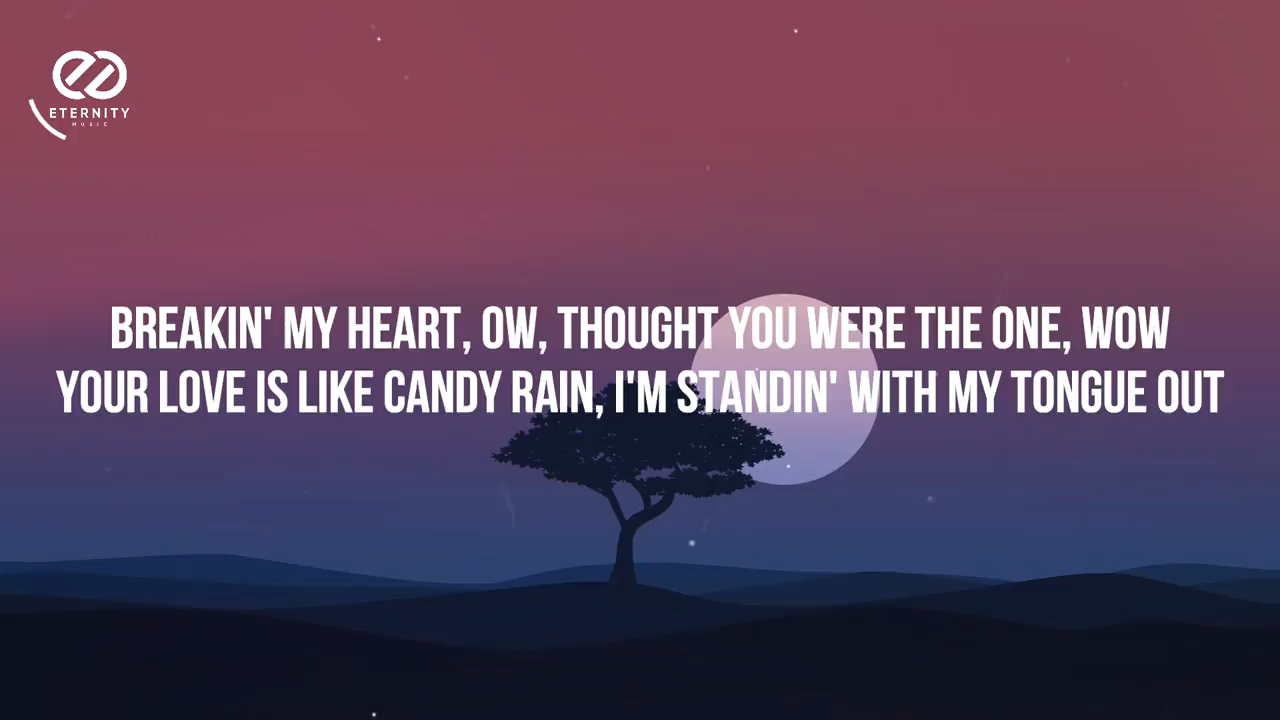 ETERNITY
MUSIC
BREAKIN' MY HEART, OW, THOUGHT YOU WERE THE ONE, WOW
YOUR LOVE IS LIKE CANDY RAIN, I'M STANDIN' WITH MY TONGUE OUT